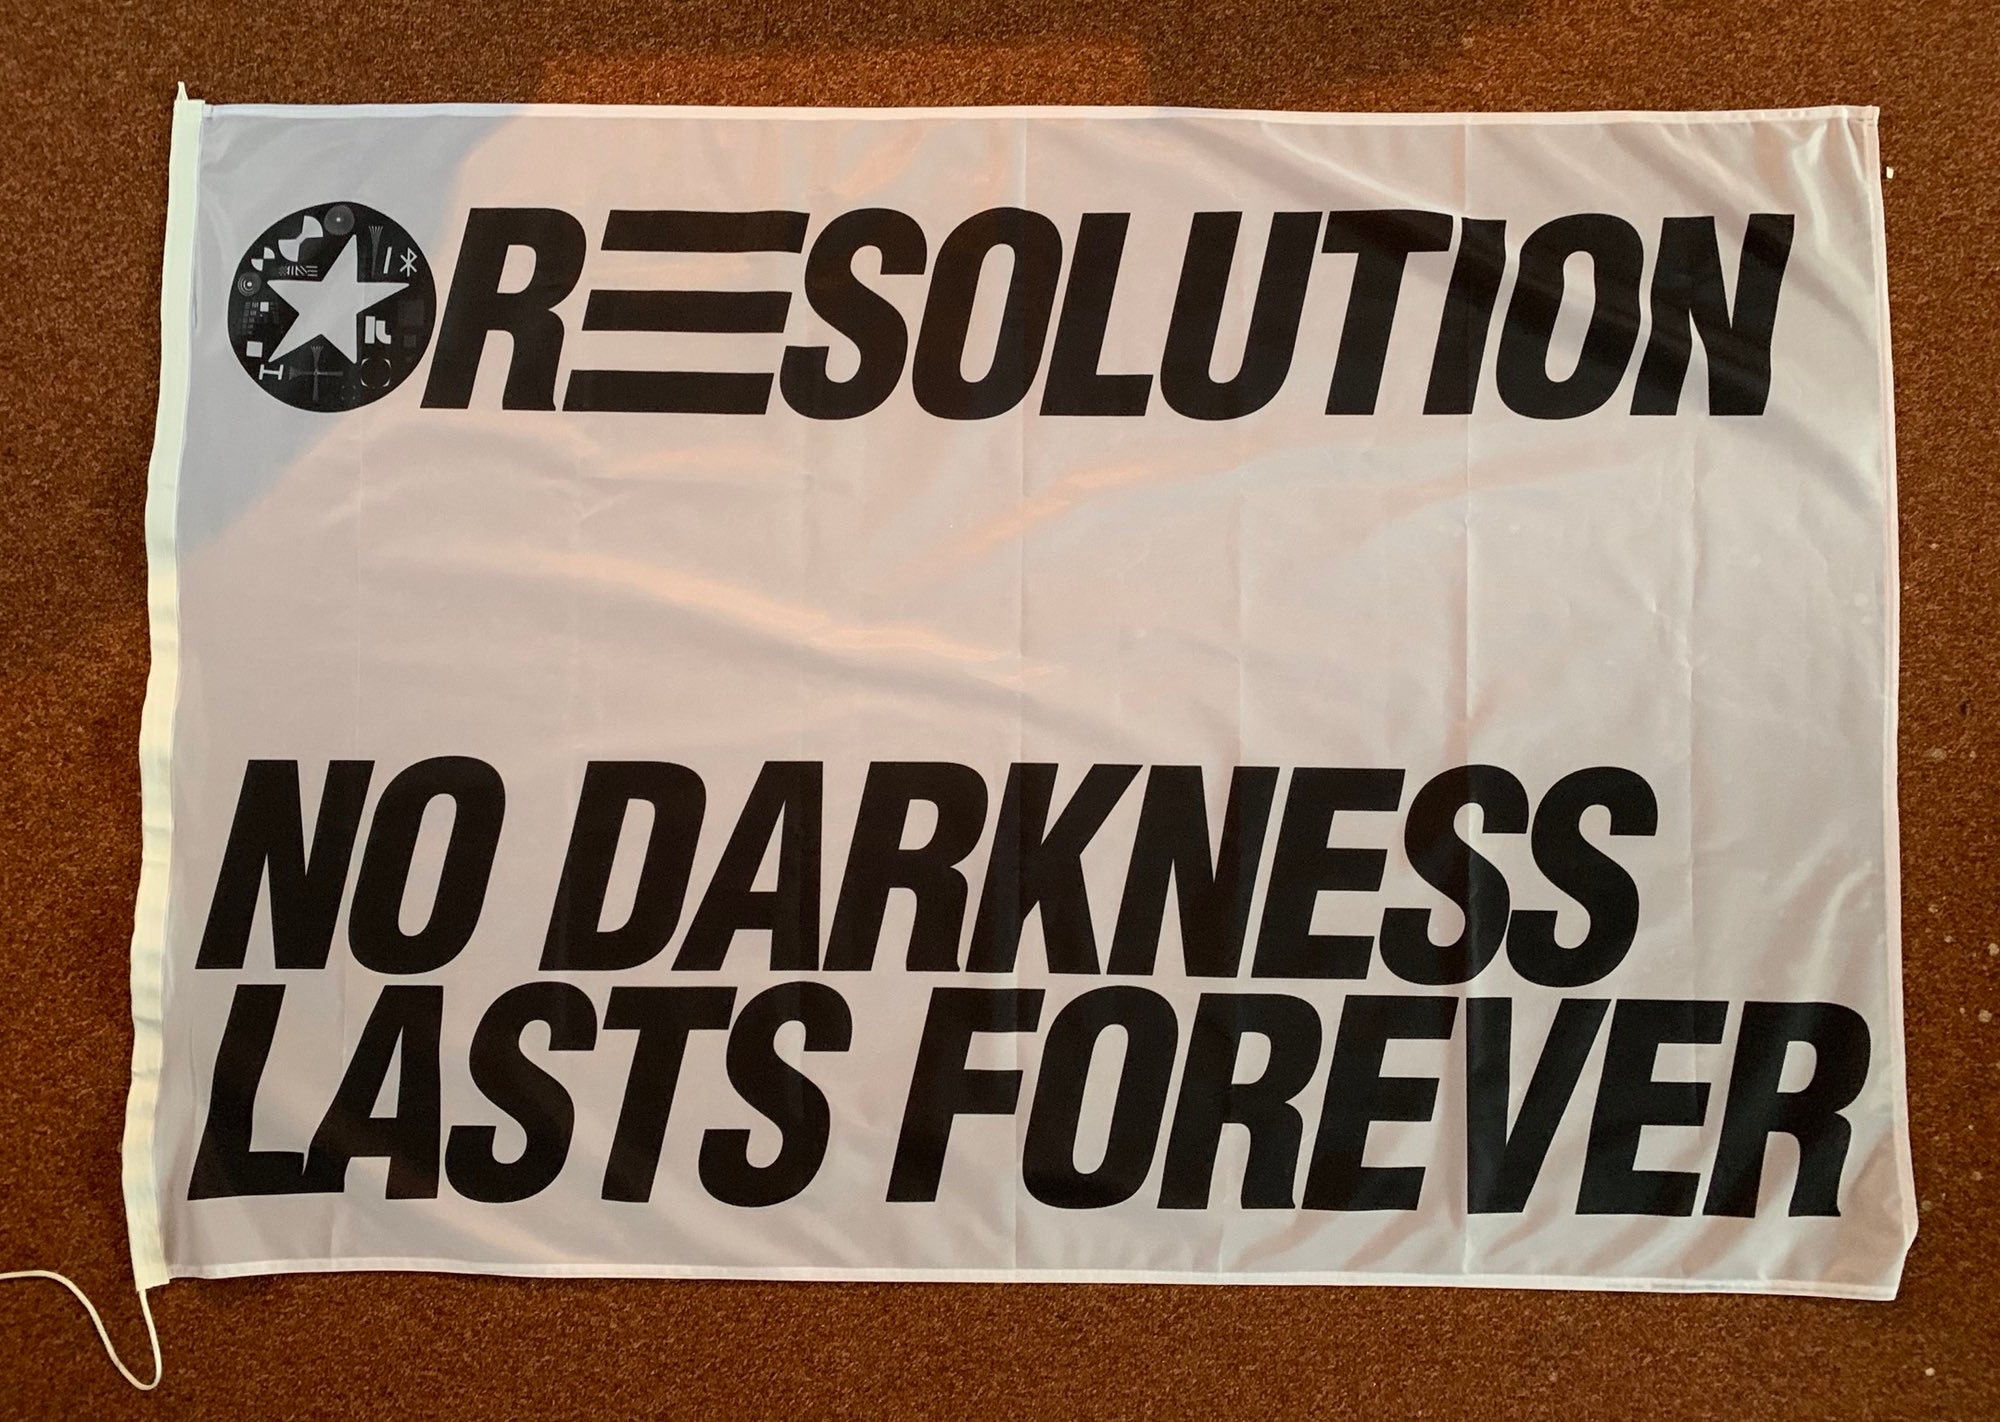 RESOLUTION
NO DARKNESS
LASTS FOREVER